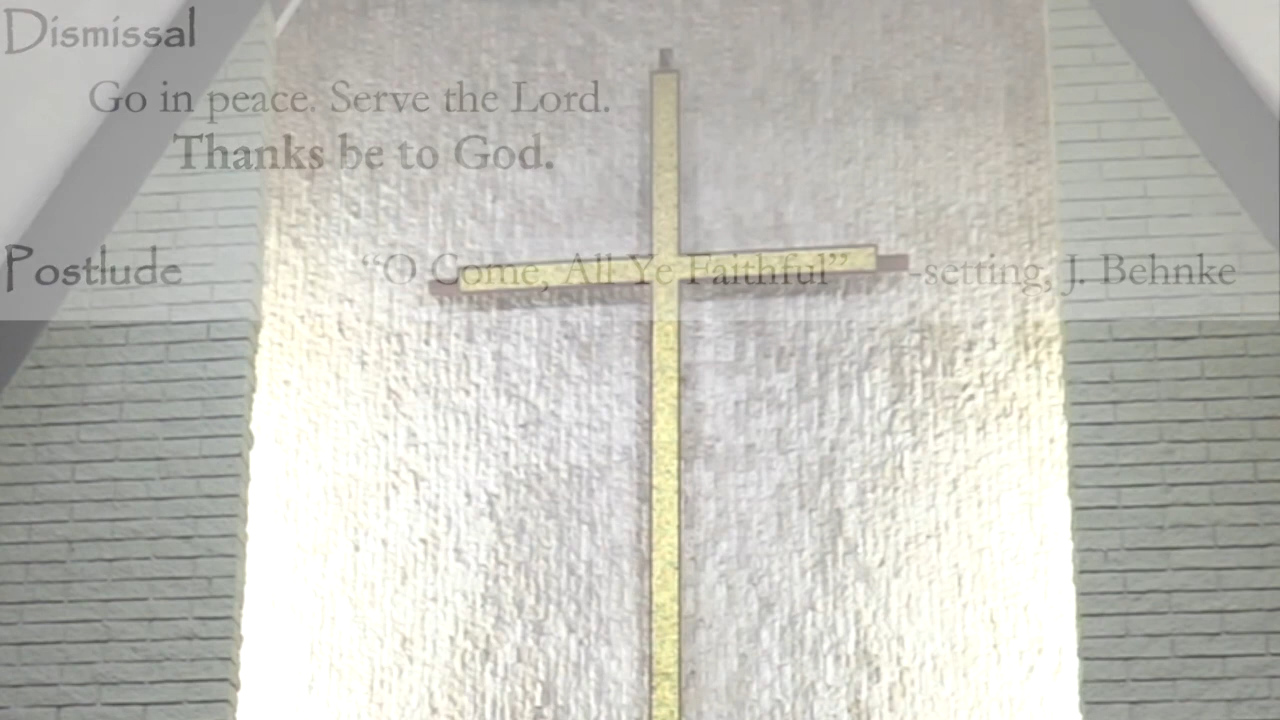 Dismissal
Go in peace. Serve the Lord.
Thanks be to God.
Postlude "O Come, All Ye Faithful" -setting, J. Behnke